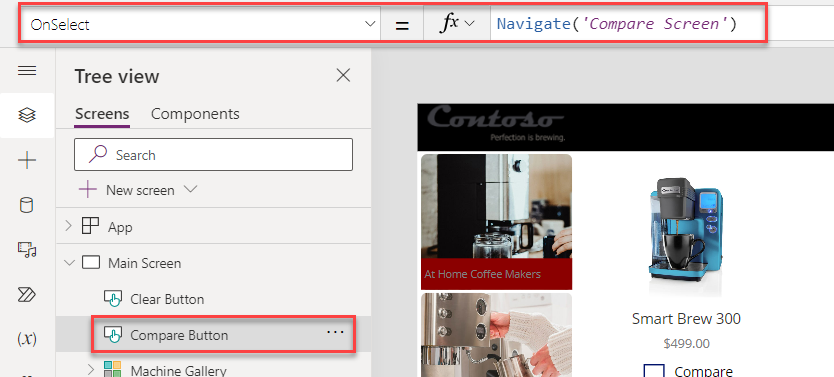 OnSelect = fx Navigate('Compare Screen')
Tree view
Screens Components
Search
New screen
App
Main Screen
Clear Button
Compare Button ...
Machine Gallery
(x)
Contoso
Perfection is brewing.
At Home Coffee Makers
Smart Brew 300
$499.00
Compare